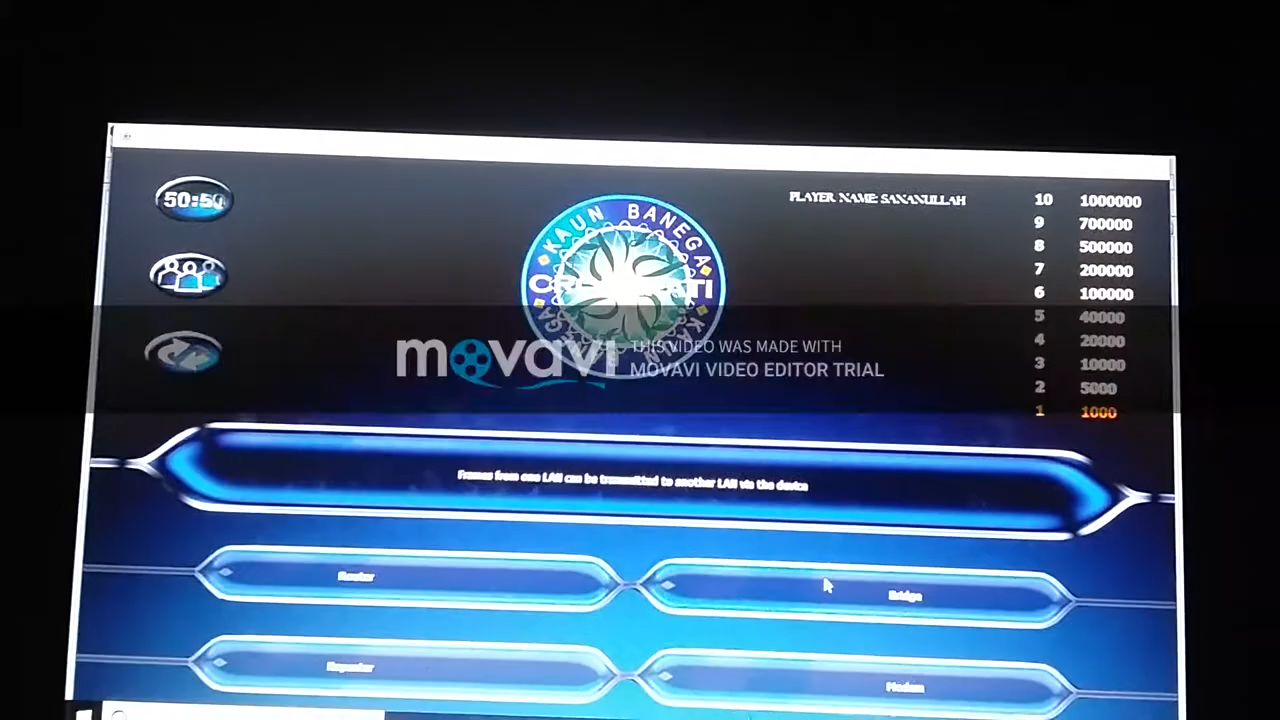 50:50
KAUN BANEGA
PLAYER NAME: SANANULLAH
10 1000000
9 700000
8 500000
7 200000
6 100000
5 40000
4 20000
3 10000
2 5000
1 1000
movavi
THIS VIDEO WAS MADE WITH
MOVAVI VIDEO EDITOR TRIAL
Frames from one LAN can be transmitted to another LAN via the device
Router
Bridge
Repeater
Modem